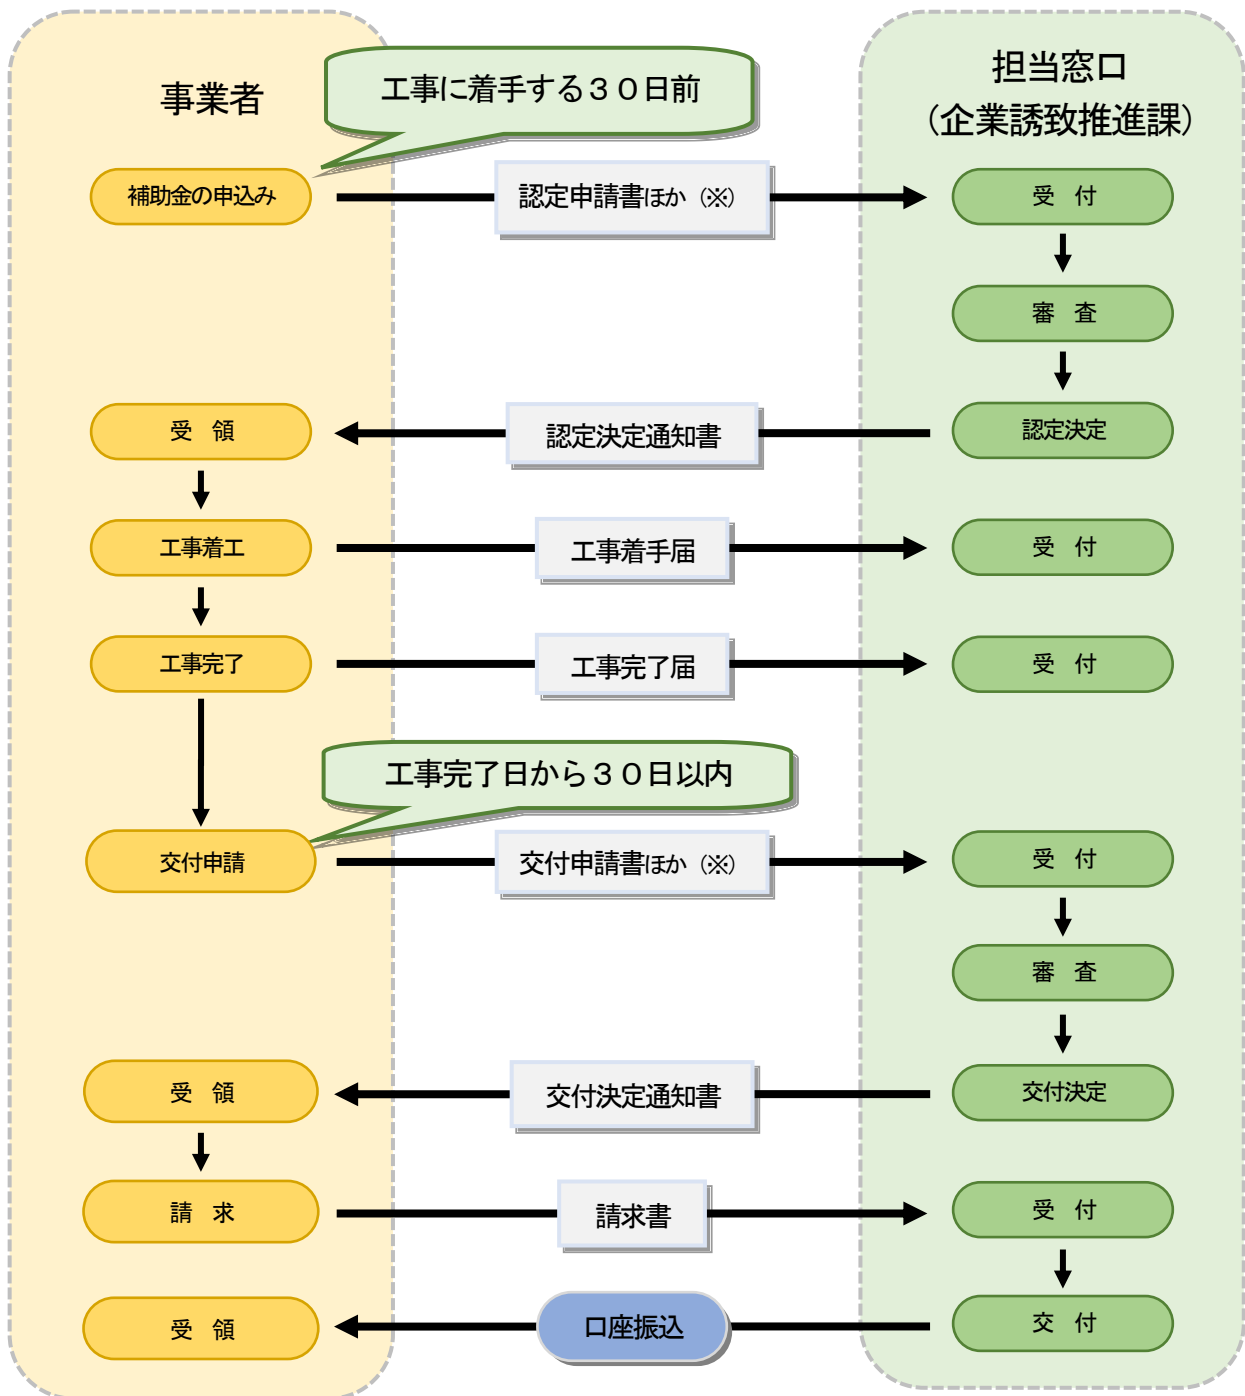 事業者
工事に着手する３０日前
担当窓口
（企業誘致推進課）
補助金の申込み
認定申請書ほか（※）
受　付
審　査
受　領
認定決定通知書
認定決定
工事着工
工事着手届
受　付
工事完了
工事完了届
受　付
工事完了日から３０日以内
交付申請
交付申請書ほか（※）
受　付
審　査
受　領
交付決定通知書
交付決定
請　求
請求書
受　付
受　領
口座振込
交　付